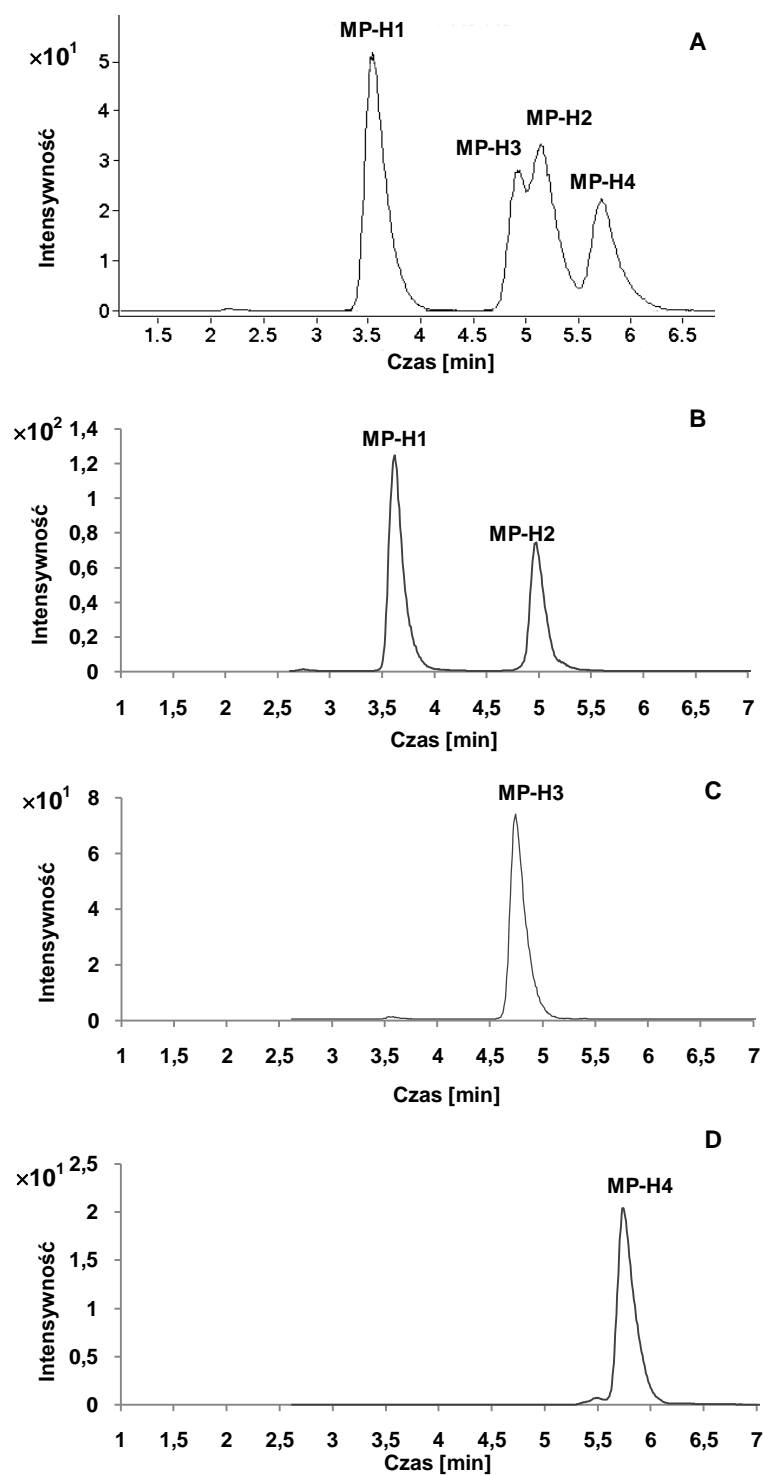 MP-H1
A
×10¹
5
MP-H2
4
MP-H3
3
MP-H4
2
1
0
Intensywność
1.5 2 2.5 3 3.5 4 4.5 5 5.5 6 6.5
Czas [min]
B
×10² 1,4
MP-H1
1,2
1
0,8
MP-H2
0,6
0,4
0,2
0
Intensywność
1 1,5 2 2,5 3 3,5 4 4,5 5 5,5 6 6,5 7
Czas [min]
C
×10¹ 8
MP-H3
6
4
2
0
Intensywność
1 1,5 2 2,5 3 3,5 4 4,5 5 5,5 6 6,5 7
Czas [min]
D
×10¹ 2,5
MP-H4
2
1,5
1
0,5
0
Intensywność
1 1,5 2 2,5 3 3,5 4 4,5 5 5,5 6 6,5 7
Czas [min]